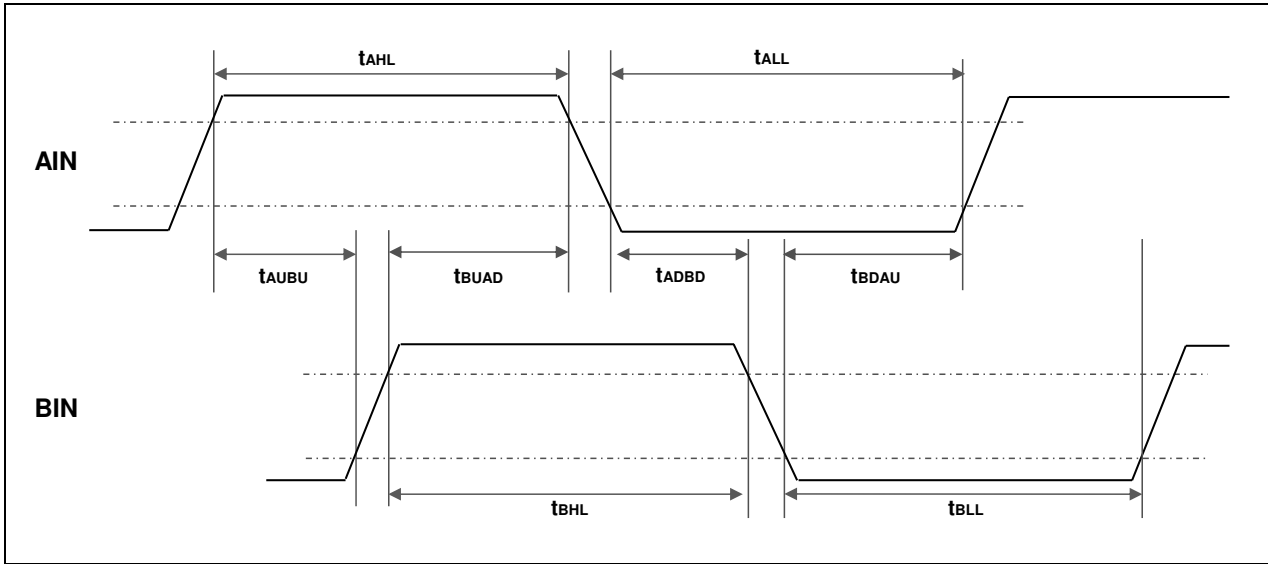 tAHL
tALL
AIN
tAUBU
tBUAD
tADBD
tBDAU
BIN
tBHL
tBLL